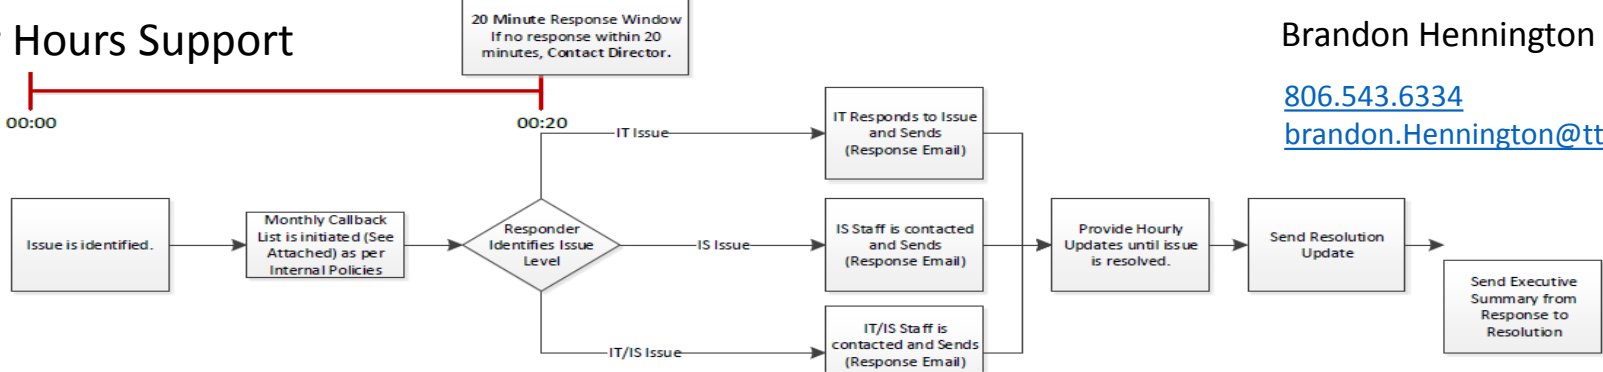 Hours Support
20 Minute Response Window
If no response within 20
minutes, Contact Director.
Brandon Hennington
806.543.6334
brandon.Hennington@tt
00:00
00:20
IT Issue
IT Responds to Issue
and Sends
(Response Email)
Issue is identified.
Monthly Callback
List is initiated (See
Attached) as per
Internal Policies
Responder
Identifies Issue
Level
IS Issue
IS Staff is contacted
and Sends
(Response Email)
Provide Hourly
Updates until issue
is resolved.
Send Resolution
Update
Send Executive
Summary from
Response to
Resolution
IT/IS Issue
IT/IS Staff is
contacted and Sends
(Response Email)